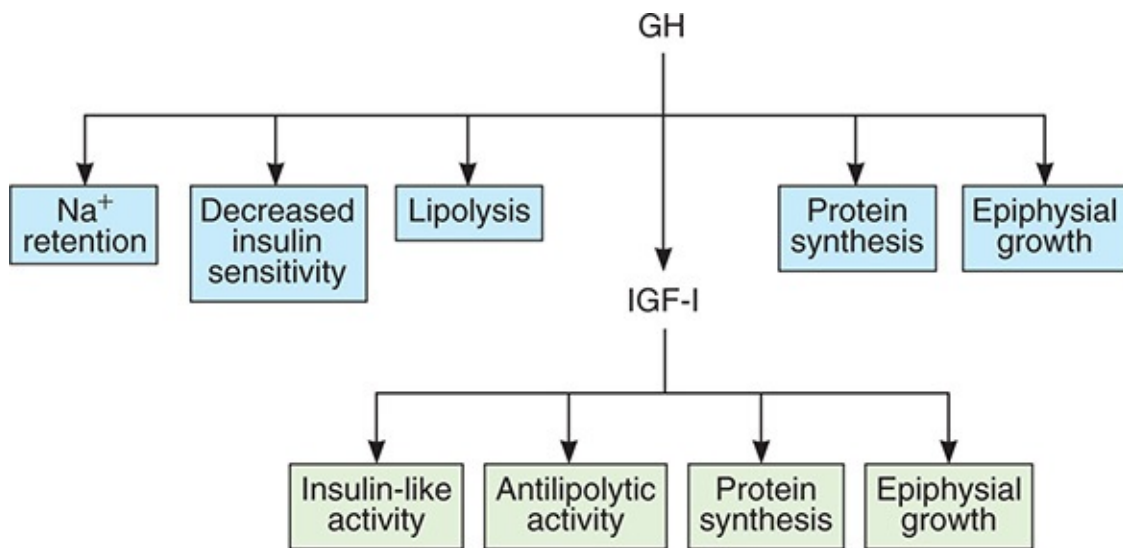 GH
Na⁺
retention
Decreased
insulin
sensitivity
Lipolysis
Protein
synthesis
Epiphysial
growth
IGF-I
Insulin-like
activity
Antilipolytic
activity
Protein
synthesis
Epiphysial
growth